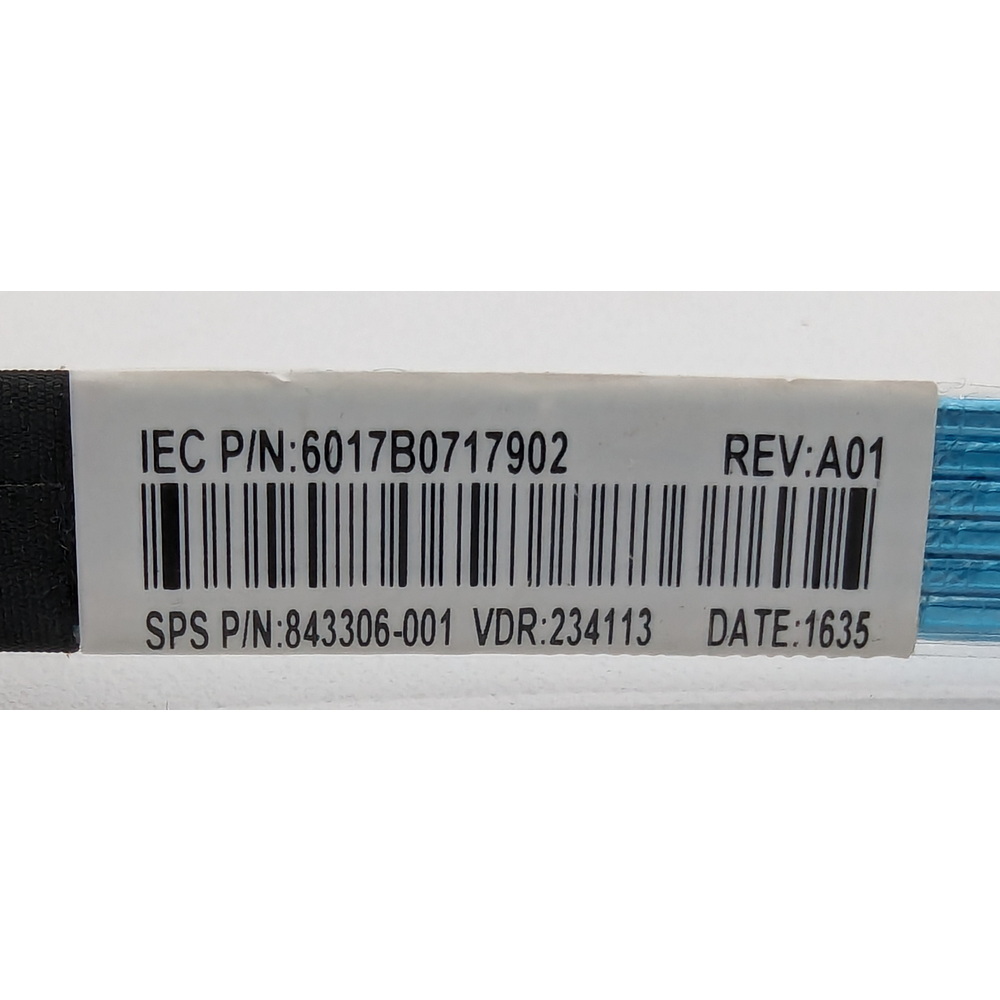 IEC P/N:6017B0717902 REV:A01
SPS P/N:843306-001 VDR:234113 DATE:1635